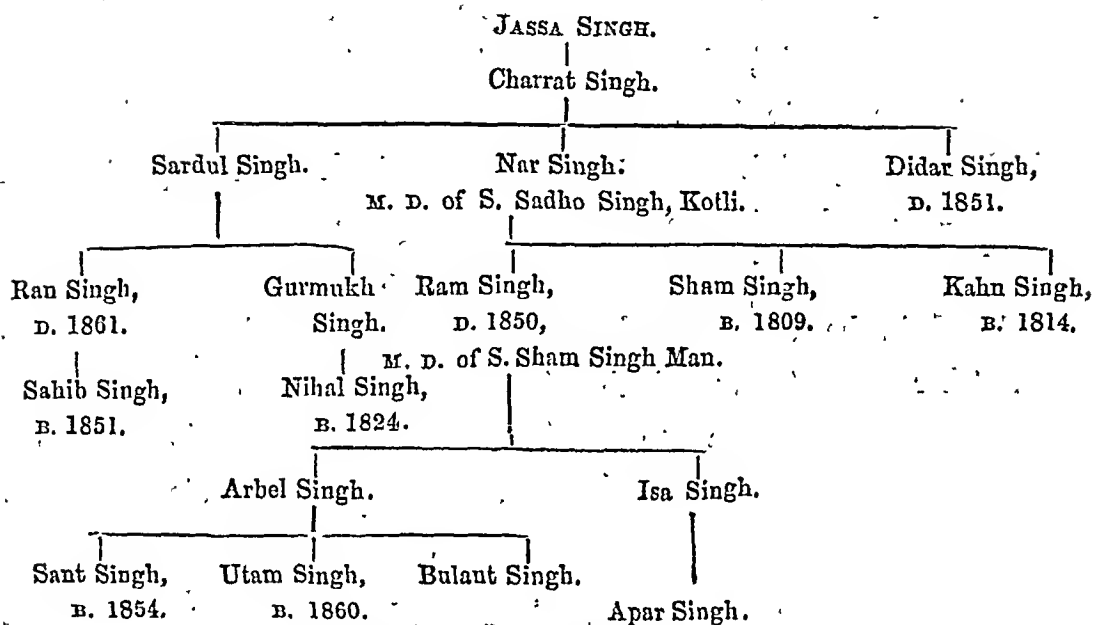 JASSA SINGH.
Charrat Singh.
Sardul Singh. Nar Singh. Didar Singh,
M. D. of S. Sadho Singh, Kotli. D. 1851.
Ran Singh, Gurmukh Ram Singh, Sham Singh, Kahn Singh,
D. 1861. Singh. D. 1850, B. 1809. B. 1814.
M. D. of S. Sham Singh Man.
Sahib Singh, Nihal Singh,
B. 1851. B. 1824.
Arbel Singh. Isa Singh.
Sant Singh, Utam Singh, Bulant Singh.
B. 1854. B. 1860. Apar Singh.